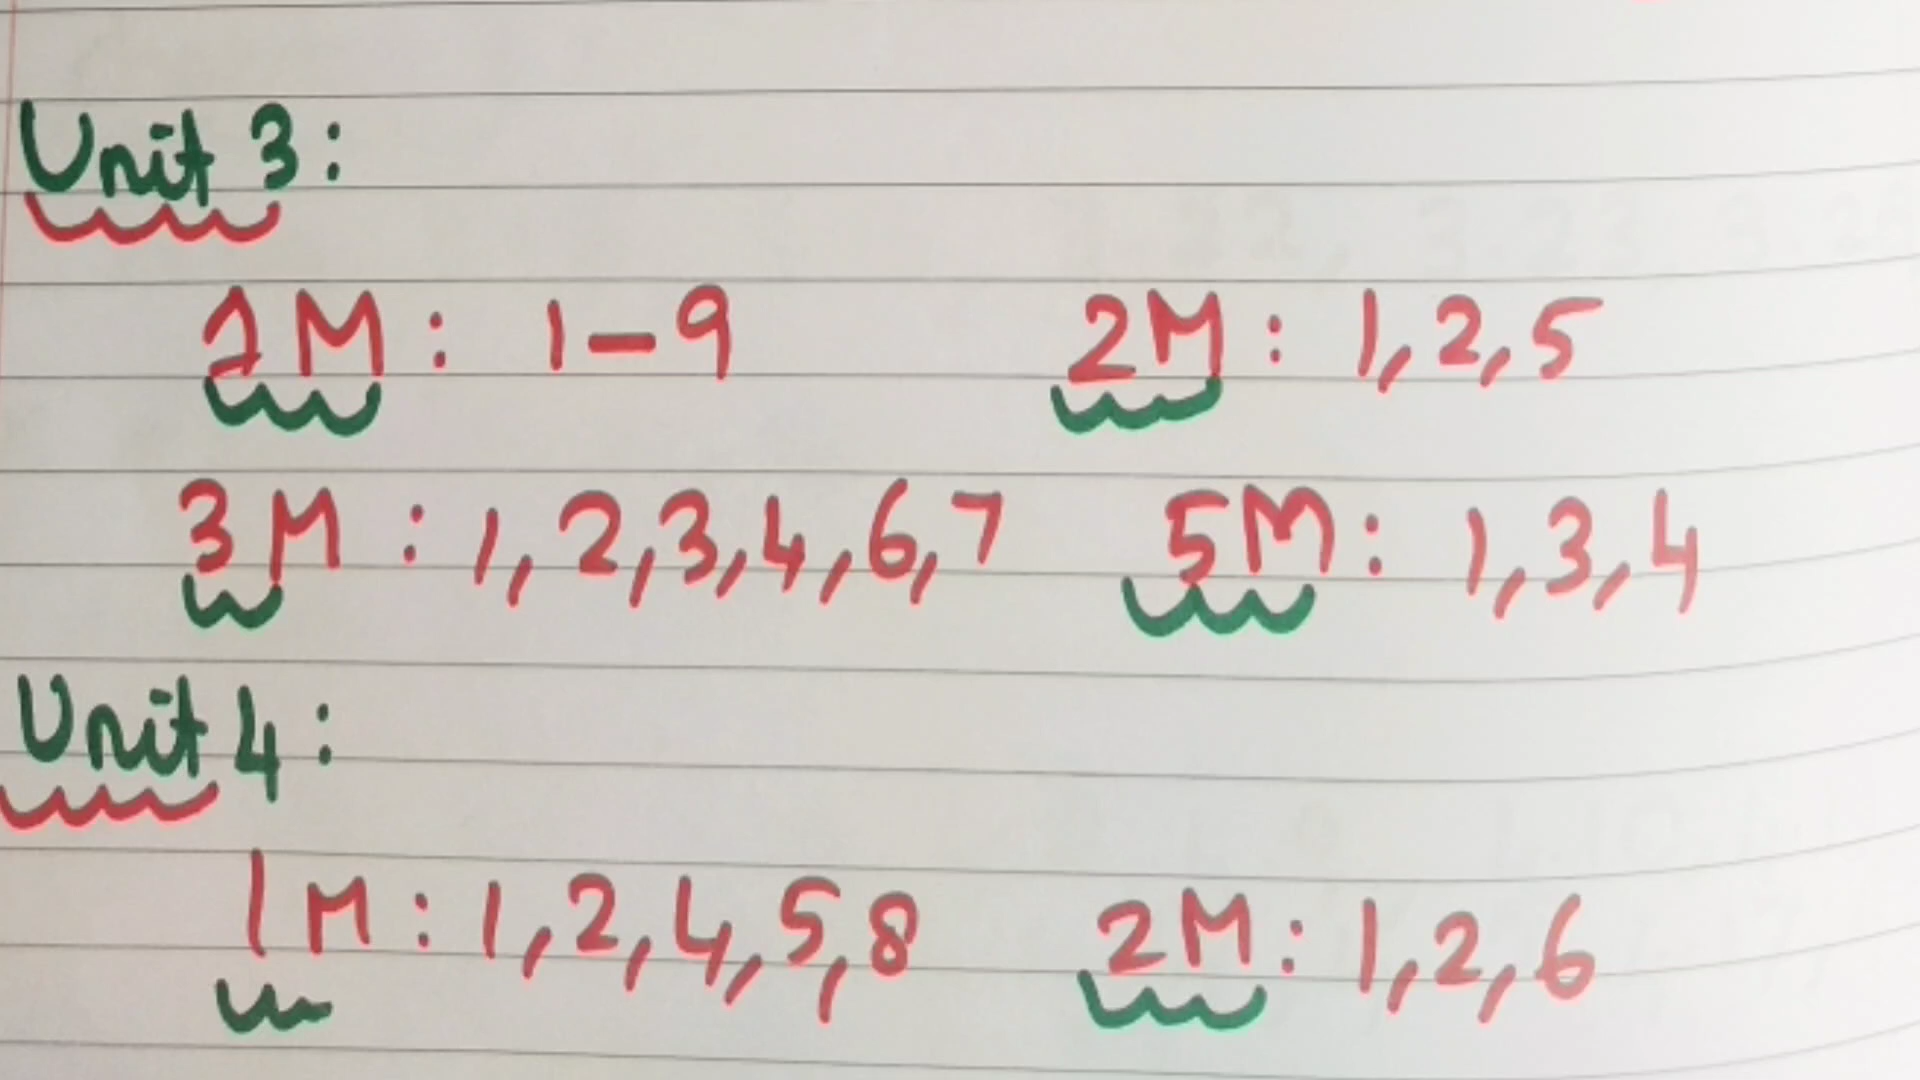 Unit 3:
1M: 1-9 2M: 1,2,5
3M: 1,2,3,4,6,7 5M: 1,3,4
Unit 4:
1M: 1,2,4,5,8 2M: 1,2,6